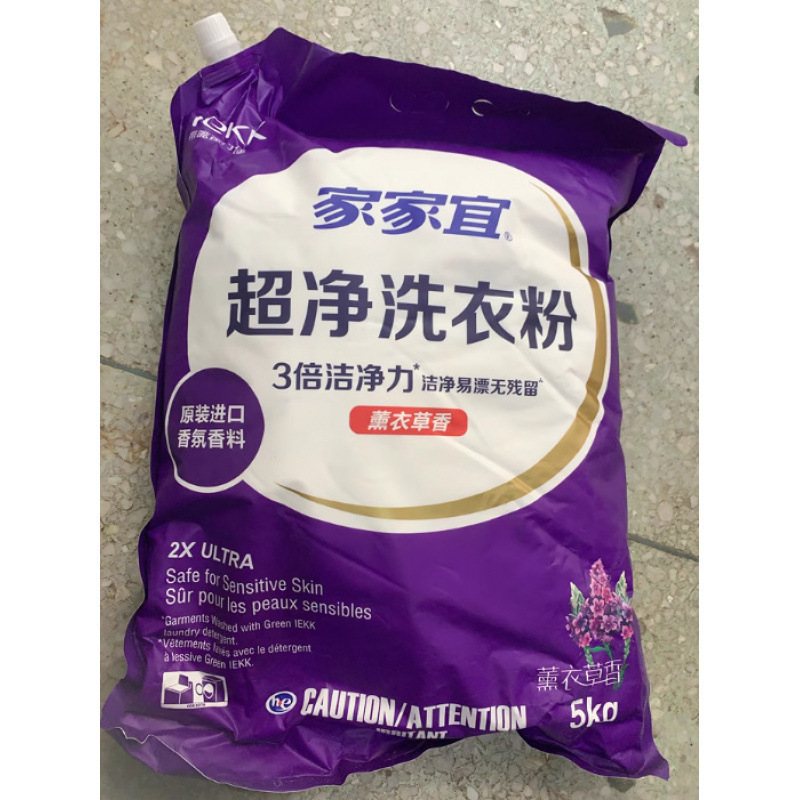 家家宜®
超净洗衣粉
3倍洁净力* 洁净易漂无残留^
薰衣草香
原装进口
香氛香料
2X ULTRA
Safe for Sensitive Skin
Sûr pour les peaux sensibles
*Garments Washed with Green IEKK
laundry detergent.
*Vêtements lavés avec le détergent
à lessive Green IEKK.
he
CAUTION/ATTENTION
IRRITANT
薰衣草香
5kg